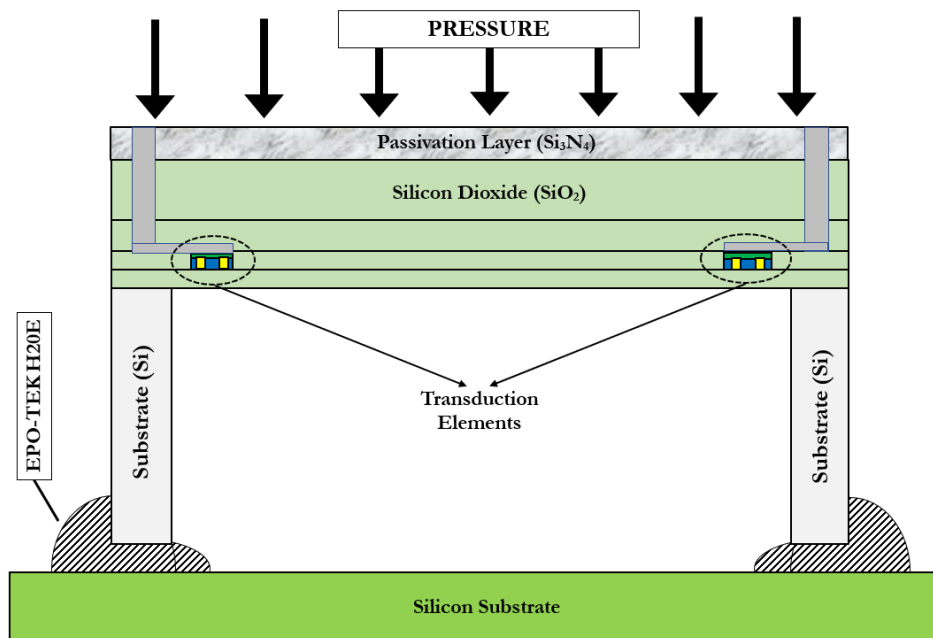 PRESSURE
Passivation Layer (Si₃N₄)
Silicon Dioxide (SiO₂)
EPO-TEK H20E
Substrate (Si)
Substrate (Si)
Transduction
Elements
Silicon Substrate